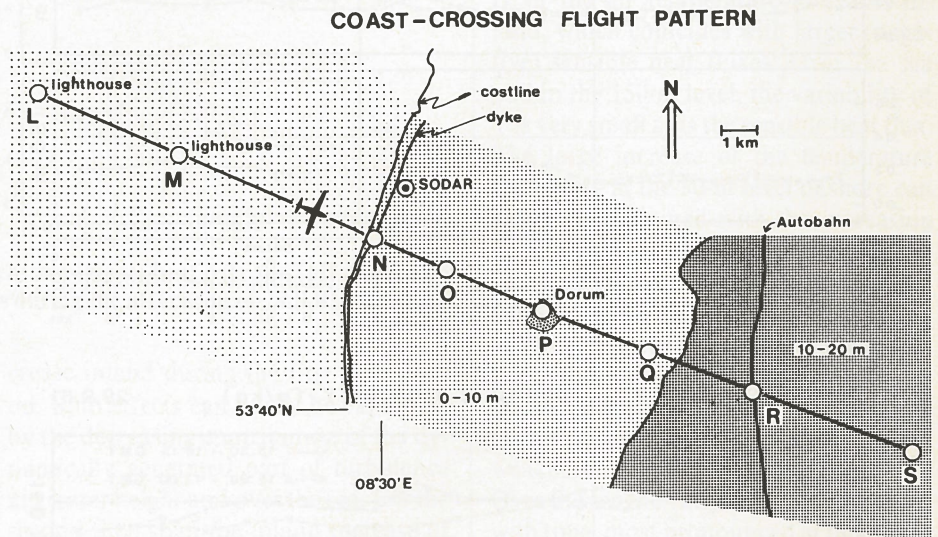 COAST-CROSSING FLIGHT PATTERN
lighthouse
L
lighthouse
M
costline
dyke
SODAR
N
1 km
N
O
Dorum
P
Autobahn
Q
10-20 m
R
S
0-10 m
53°40'N
08°30'E